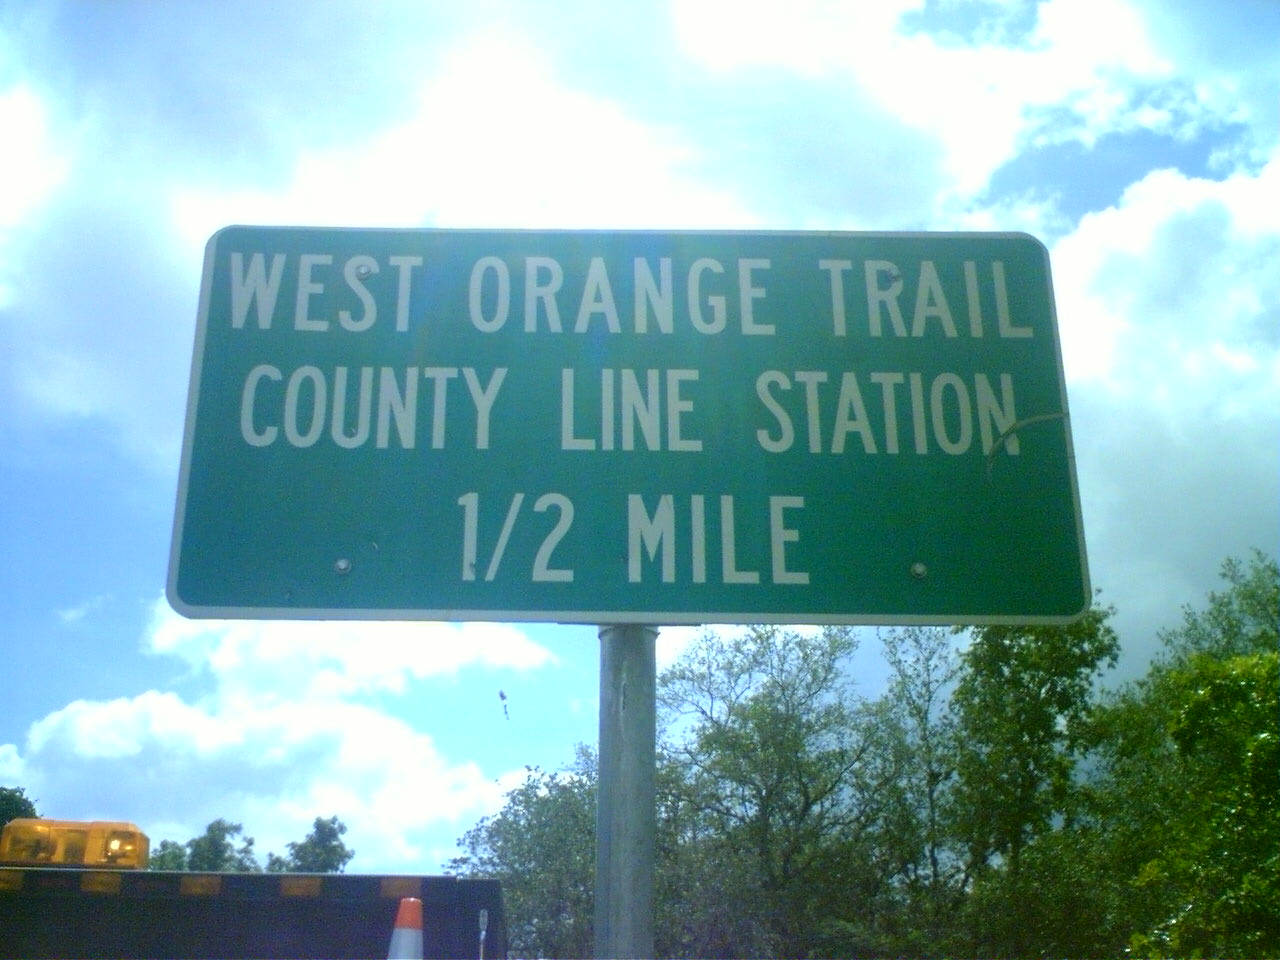 WEST ORANGE TRAIL
COUNTY LINE STATION
1/2 MILE